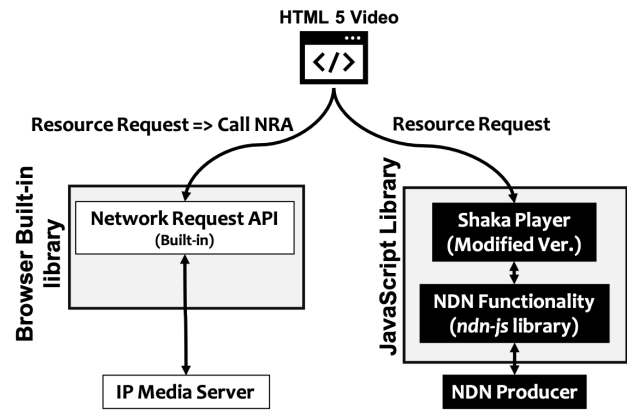 HTML 5 Video
</>
Resource Request => Call NRA
Resource Request
Browser Built-in
library
Network Request API
(Built-in)
IP Media Server
JavaScript Library
Shaka Player
(Modified Ver.)
NDN Functionality
(ndn-js library)
NDN Producer